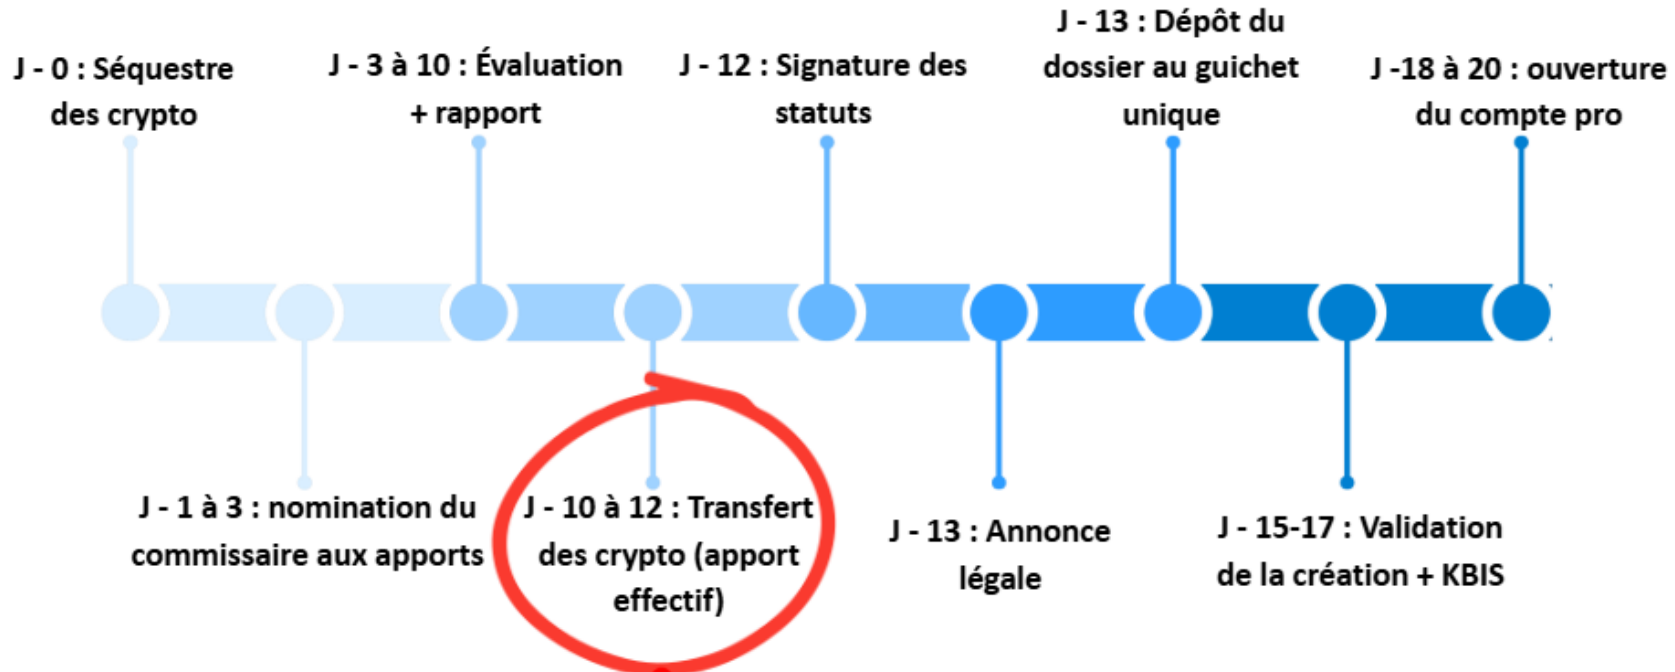 J - 0 : Séquestre
des crypto
J - 3 à 10 : Évaluation
+ rapport
J - 12 : Signature des
statuts
J - 13 : Dépôt du
dossier au guichet
unique
J -18 à 20 : ouverture
du compte pro
J - 1 à 3 : nomination du
commissaire aux apports
J - 10 à 12 : Transfert
des crypto (apport
effectif)
J - 13 : Annonce
légale
J - 15-17 : Validation
de la création + KBIS